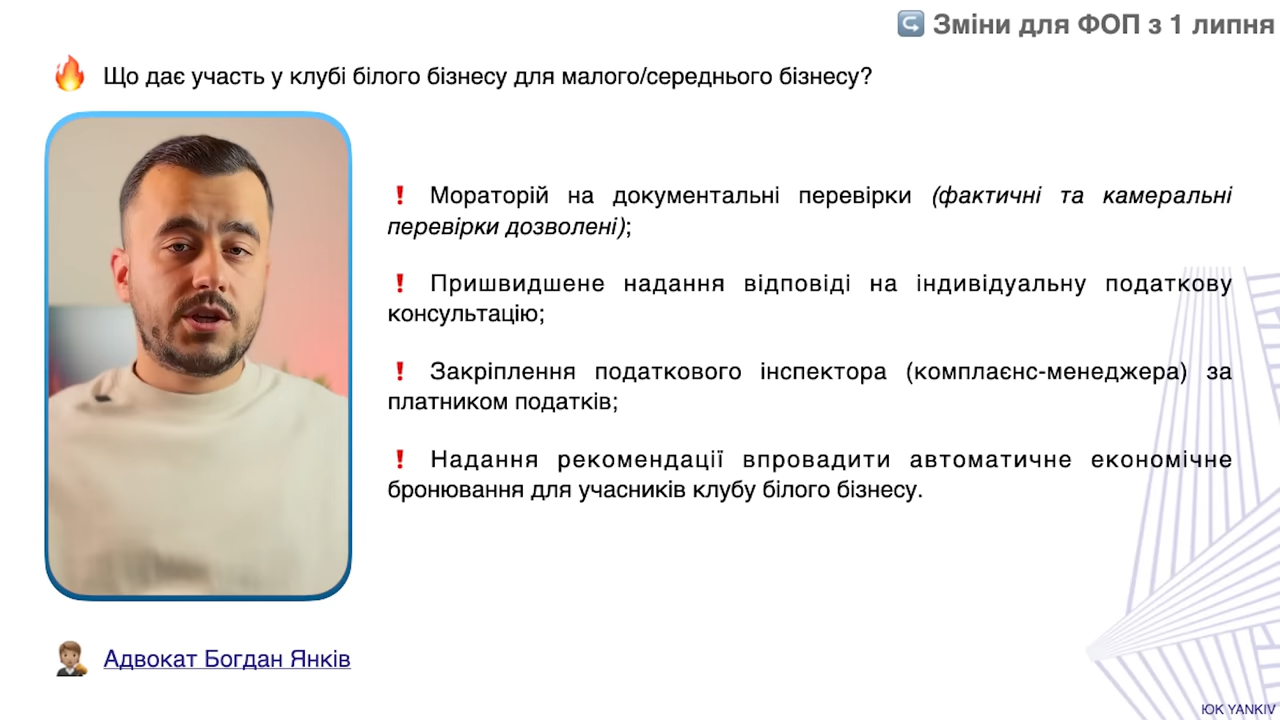 Зміни для ФОП з 1 липня
Що дає участь у клубі білого бізнесу для малого/середнього бізнесу?
Мораторій на документальні перевірки (фактичні та камеральні
перевірки дозволені);
Пришвидшене надання відповіді на індивідуальну податкову
консультацію;
Закріплення податкового інспектора (комплаєнс-менеджера) за
платником податків;
Надання рекомендації впровадити автоматичне економічне
бронювання для учасників клубу білого бізнесу.
Адвокат Богдан Янків
ЮК YANKIV